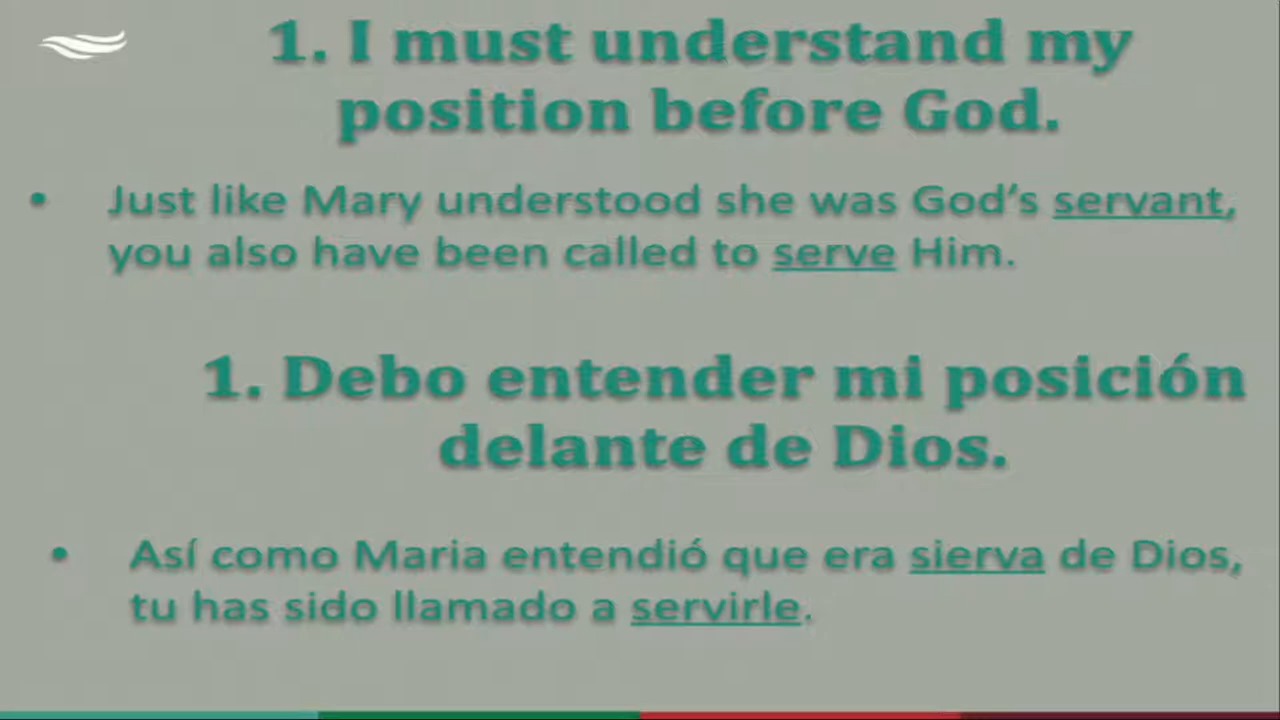 1. I must understand my
position before God.
• Just like Mary understood she was God's servant,
you also have been called to serve Him.
1. Debo entender mi posición
delante de Dios.
• Así como Maria entendió que era sierva de Dios,
tu has sido llamado a servirle.